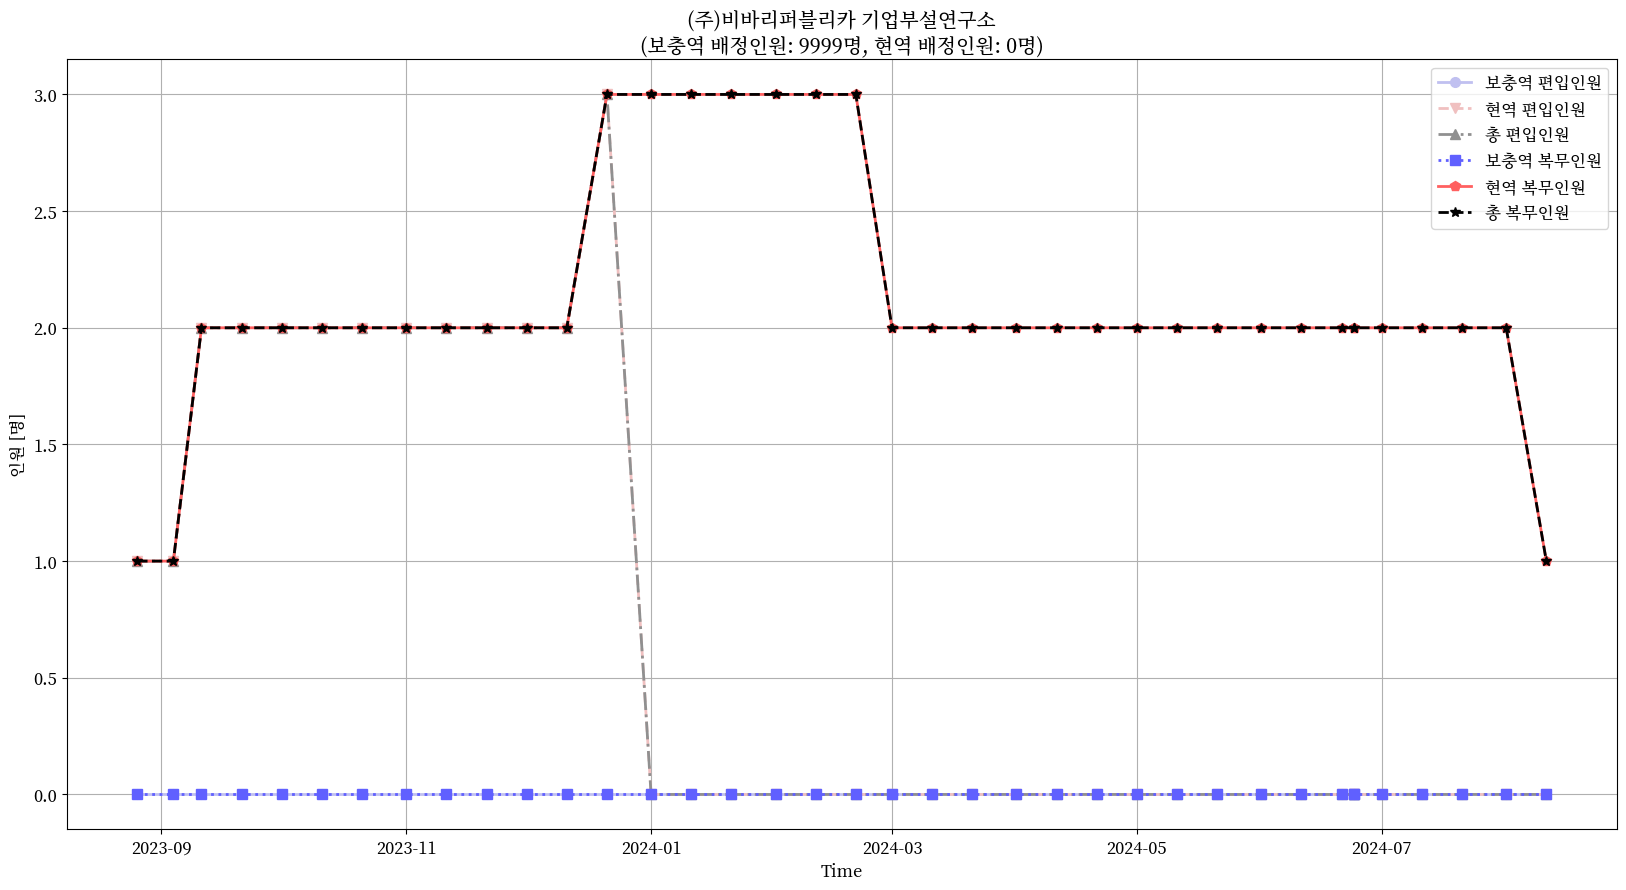 (주)비바리퍼블리카 기업부설연구소
(보충역 배정인원: 9999명, 현역 배정인원: 0명)
보충역 편입인원
현역 편입인원
총 편입인원
보충역 복무인원
현역 복무인원
총 복무인원
인원 [명]
3.0
2.5
2.0
1.5
1.0
0.5
0.0
2023-09 2023-11 2024-01 2024-03 2024-05 2024-07
Time